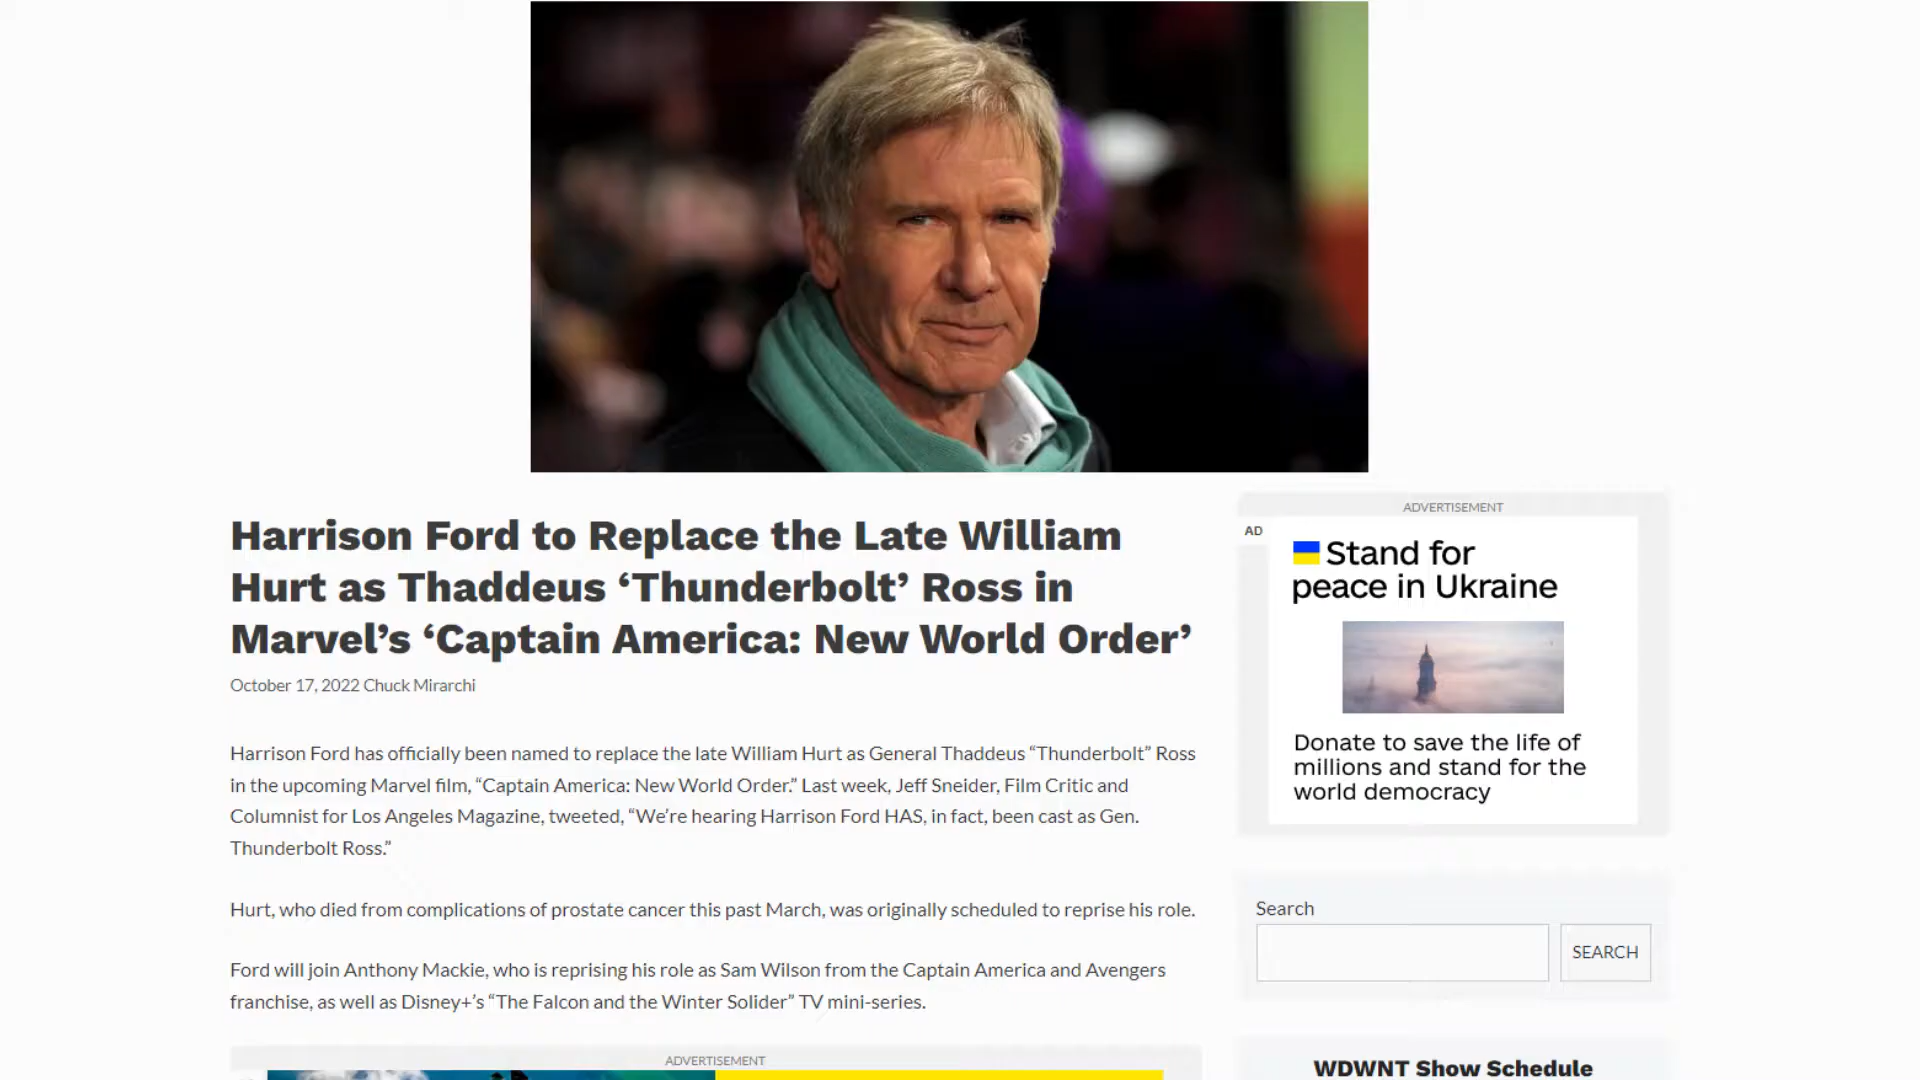 Harrison Ford to Replace the Late William
Hurt as Thaddeus ‘Thunderbolt’ Ross in
Marvel’s ‘Captain America: New World Order’
October 17, 2022 Chuck Mirarchi
Harrison Ford has officially been named to replace the late William Hurt as General Thaddeus “Thunderbolt” Ross
in the upcoming Marvel film, “Captain America: New World Order.” Last week, Jeff Sneider, Film Critic and
Columnist for Los Angeles Magazine, tweeted, “We’re hearing Harrison Ford HAS, in fact, been cast as Gen.
Thunderbolt Ross.”
Hurt, who died from complications of prostate cancer this past March, was originally scheduled to reprise his role.
Ford will join Anthony Mackie, who is reprising his role as Sam Wilson from the Captain America and Avengers
franchise, as well as Disney+’s “The Falcon and the Winter Solider” TV mini-series.
ADVERTISEMENT
ADVERTISEMENT
AD
Stand for
peace in Ukraine
Donate to save the life of
millions and stand for the
world democracy
Search
SEARCH
WDWNT Show Schedule